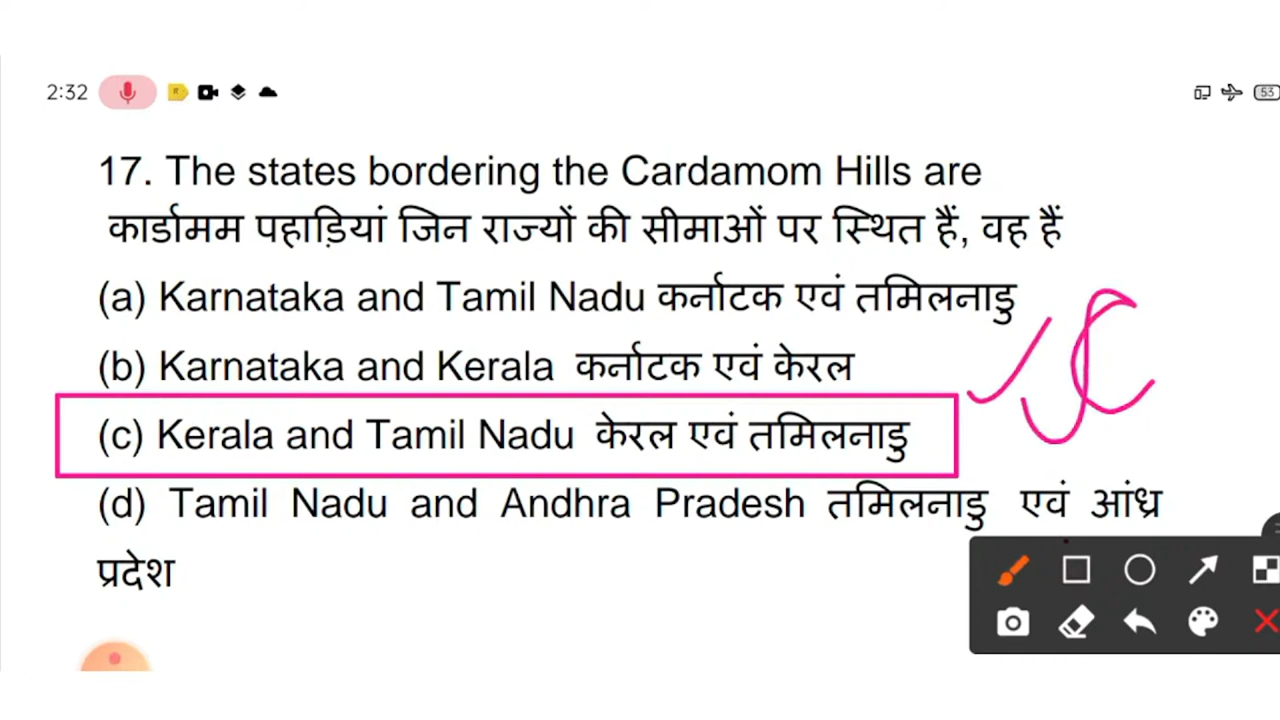 2:32
53
17. The states bordering the Cardamom Hills are
कार्डामम पहाड़ियां जिन राज्यों की सीमाओं पर स्थित हैं, वह हैं
(a) Karnataka and Tamil Nadu कर्नाटक एवं तमिलनाडु
(b) Karnataka and Kerala कर्नाटक एवं केरल
(c) Kerala and Tamil Nadu केरल एवं तमिलनाडु
(d) Tamil Nadu and Andhra Pradesh तमिलनाडु एवं आंध्र
प्रदेश